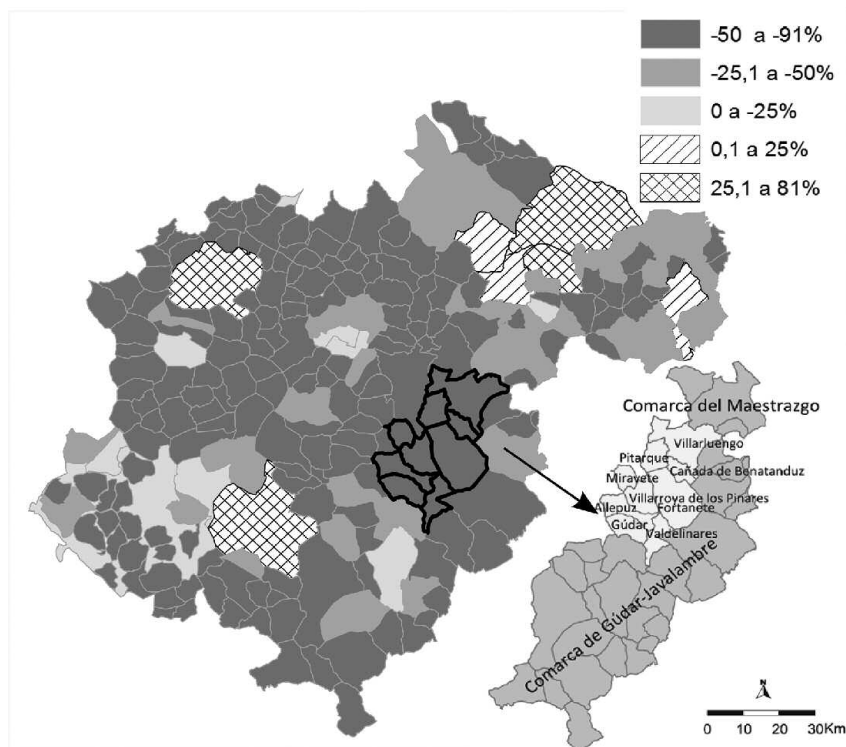 -50 a -91%
-25,1 a -50%
0 a -25%
0,1 a 25%
25,1 a 81%
Comarca del Maestrazgo
Villarluengo
Pitarque
Cañada de Benatanduz
Miravete
Villarroya de los Pinares
Allepuz
Fortanete
Gúdar
Valdelinares
Comarca de Gúdar-Javalambre
N
0 10 20 30Km